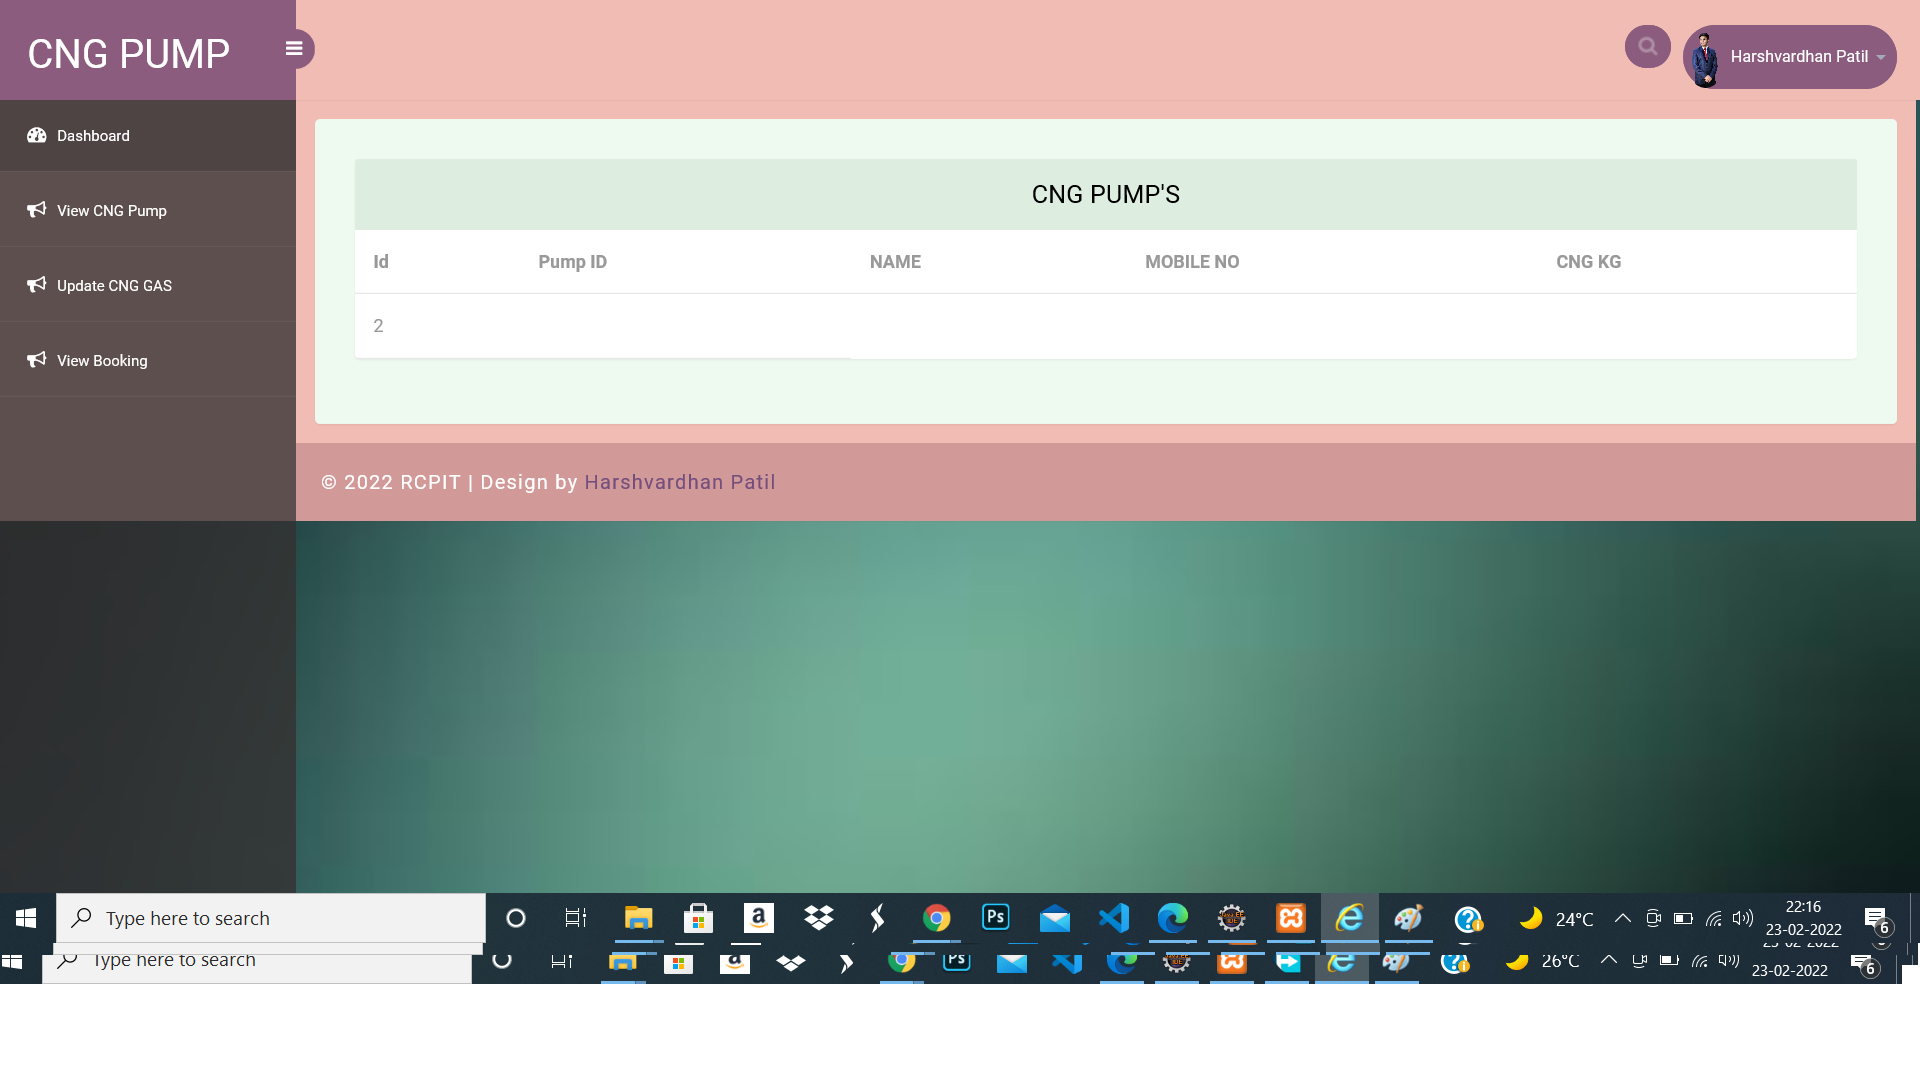 CNG PUMP
Harshvardhan Patil
Dashboard
View CNG Pump
Update CNG GAS
View Booking
CNG PUMP'S
Id Pump ID NAME MOBILE NO CNG KG
2
© 2022 RCPIT | Design by Harshvardhan Patil
Type here to search
a
Ps
24°C
22:16
23-02-2022
6
Type here to search
a
Ps
26°C
23-02-2022
6